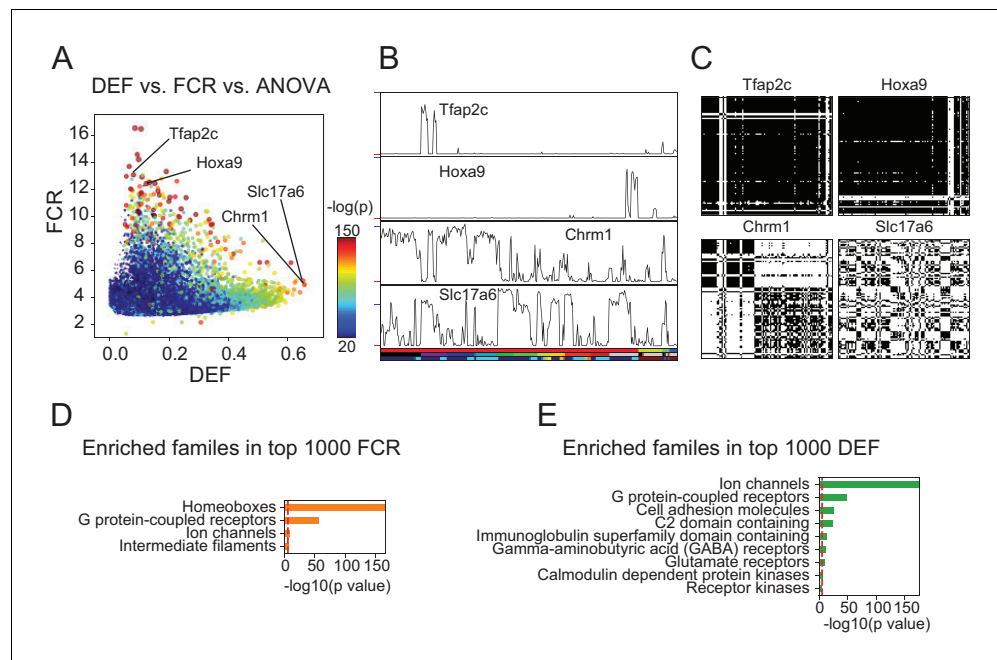 A
DEF vs. FCR vs. ANOVA
FCR
16
14
12
10
8
6
4
2
0.0
0.2
0.4
0.6
DEF
Tfap2c
Hoxa9
Slc17a6
Chrm1
-log(p)
150
20
B
Tfap2c
Hoxa9
Chrm1
Slc17a6
C
Tfap2c
Hoxa9
Chrm1
Slc17a6
D
Enriched familes in top 1000 FCR
Homeoboxes
G protein-coupled receptors
Ion channels
Intermediate filaments
0 50 100 150
-log10(p value)
E
Enriched familes in top 1000 DEF
Ion channels
G protein-coupled receptors
Cell adhesion molecules
C2 domain containing
Immunoglobulin superfamily domain containing
Gamma-aminobutyric acid (GABA) receptors
Glutamate receptors
Calmodulin dependent protein kinases
Receptor kinases
0 50 100 150
-log10(p value)